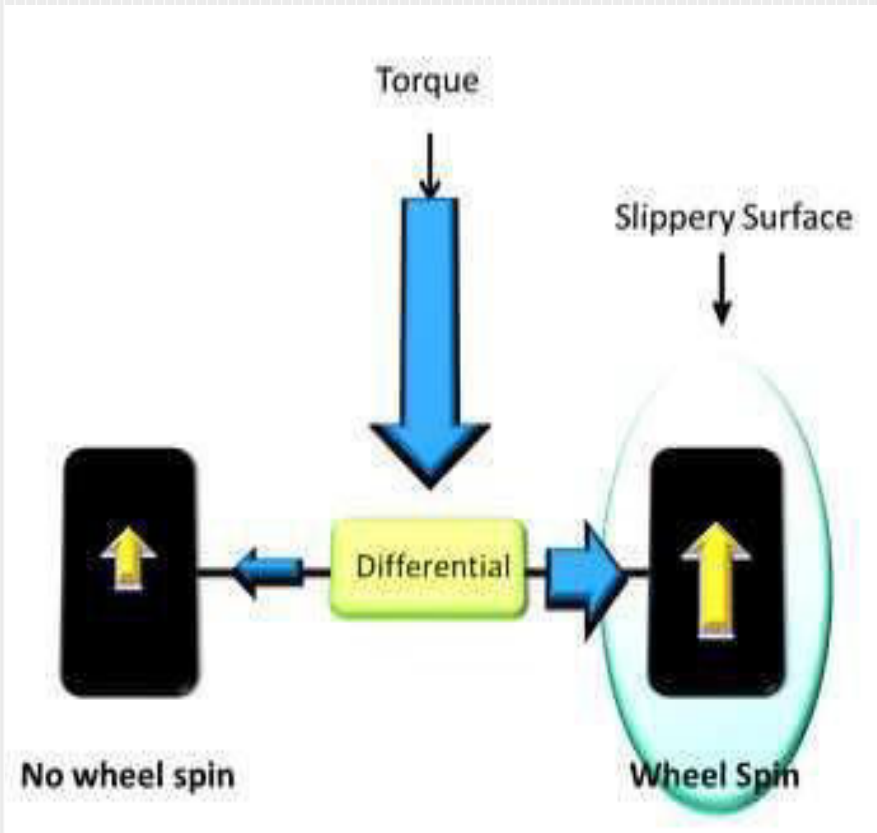 Torque
Slippery Surface
Differential
No wheel spin
Wheel Spin